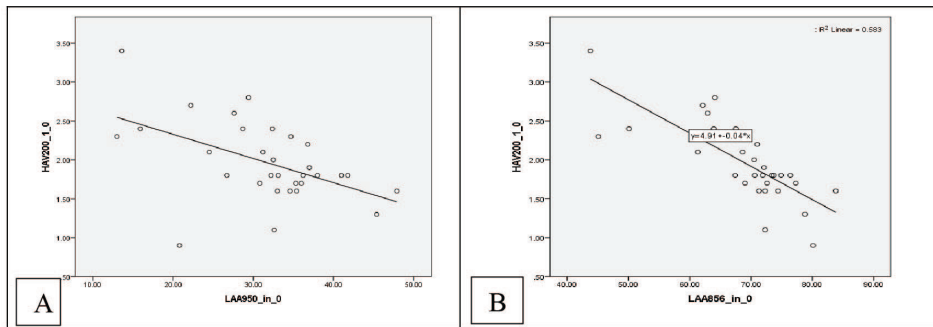 3.50
3.00
2.50
2.00
1.50
1.00
.50
HAV200_1_0
10.00 20.00 30.00 40.00 50.00
LAA950_in_0
A
: R² Linear = 0.583
3.50
3.00
2.50
2.00
1.50
1.00
.50
HAV200_1_0
y=4.91+-0.04*x
40.00 50.00 60.00 70.00 80.00 90.00
LAA856_in_0
B